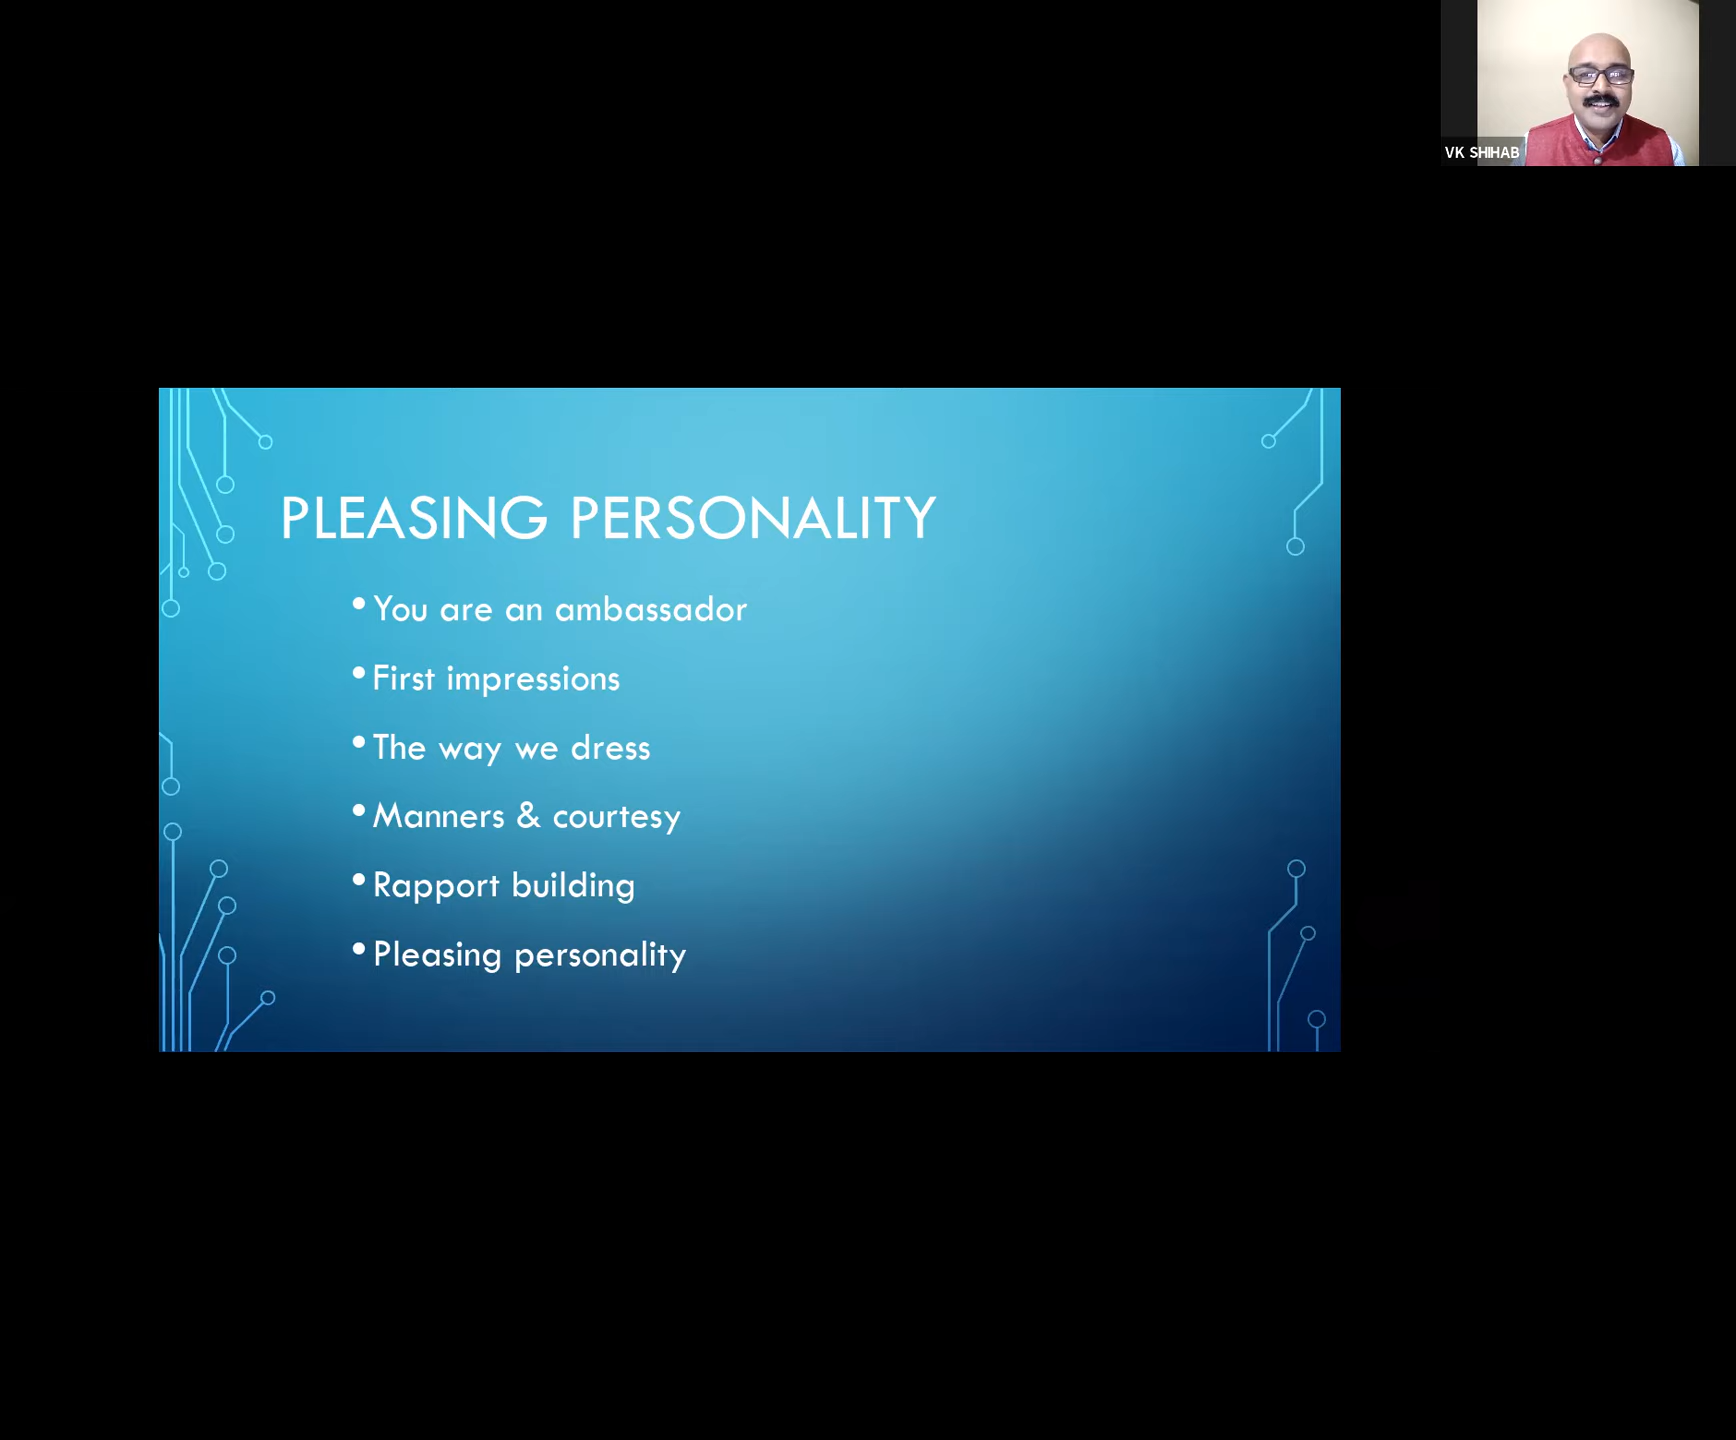 VK SHIHAB
PLEASING PERSONALITY
• You are an ambassador
• First impressions
• The way we dress
• Manners & courtesy
• Rapport building
• Pleasing personality